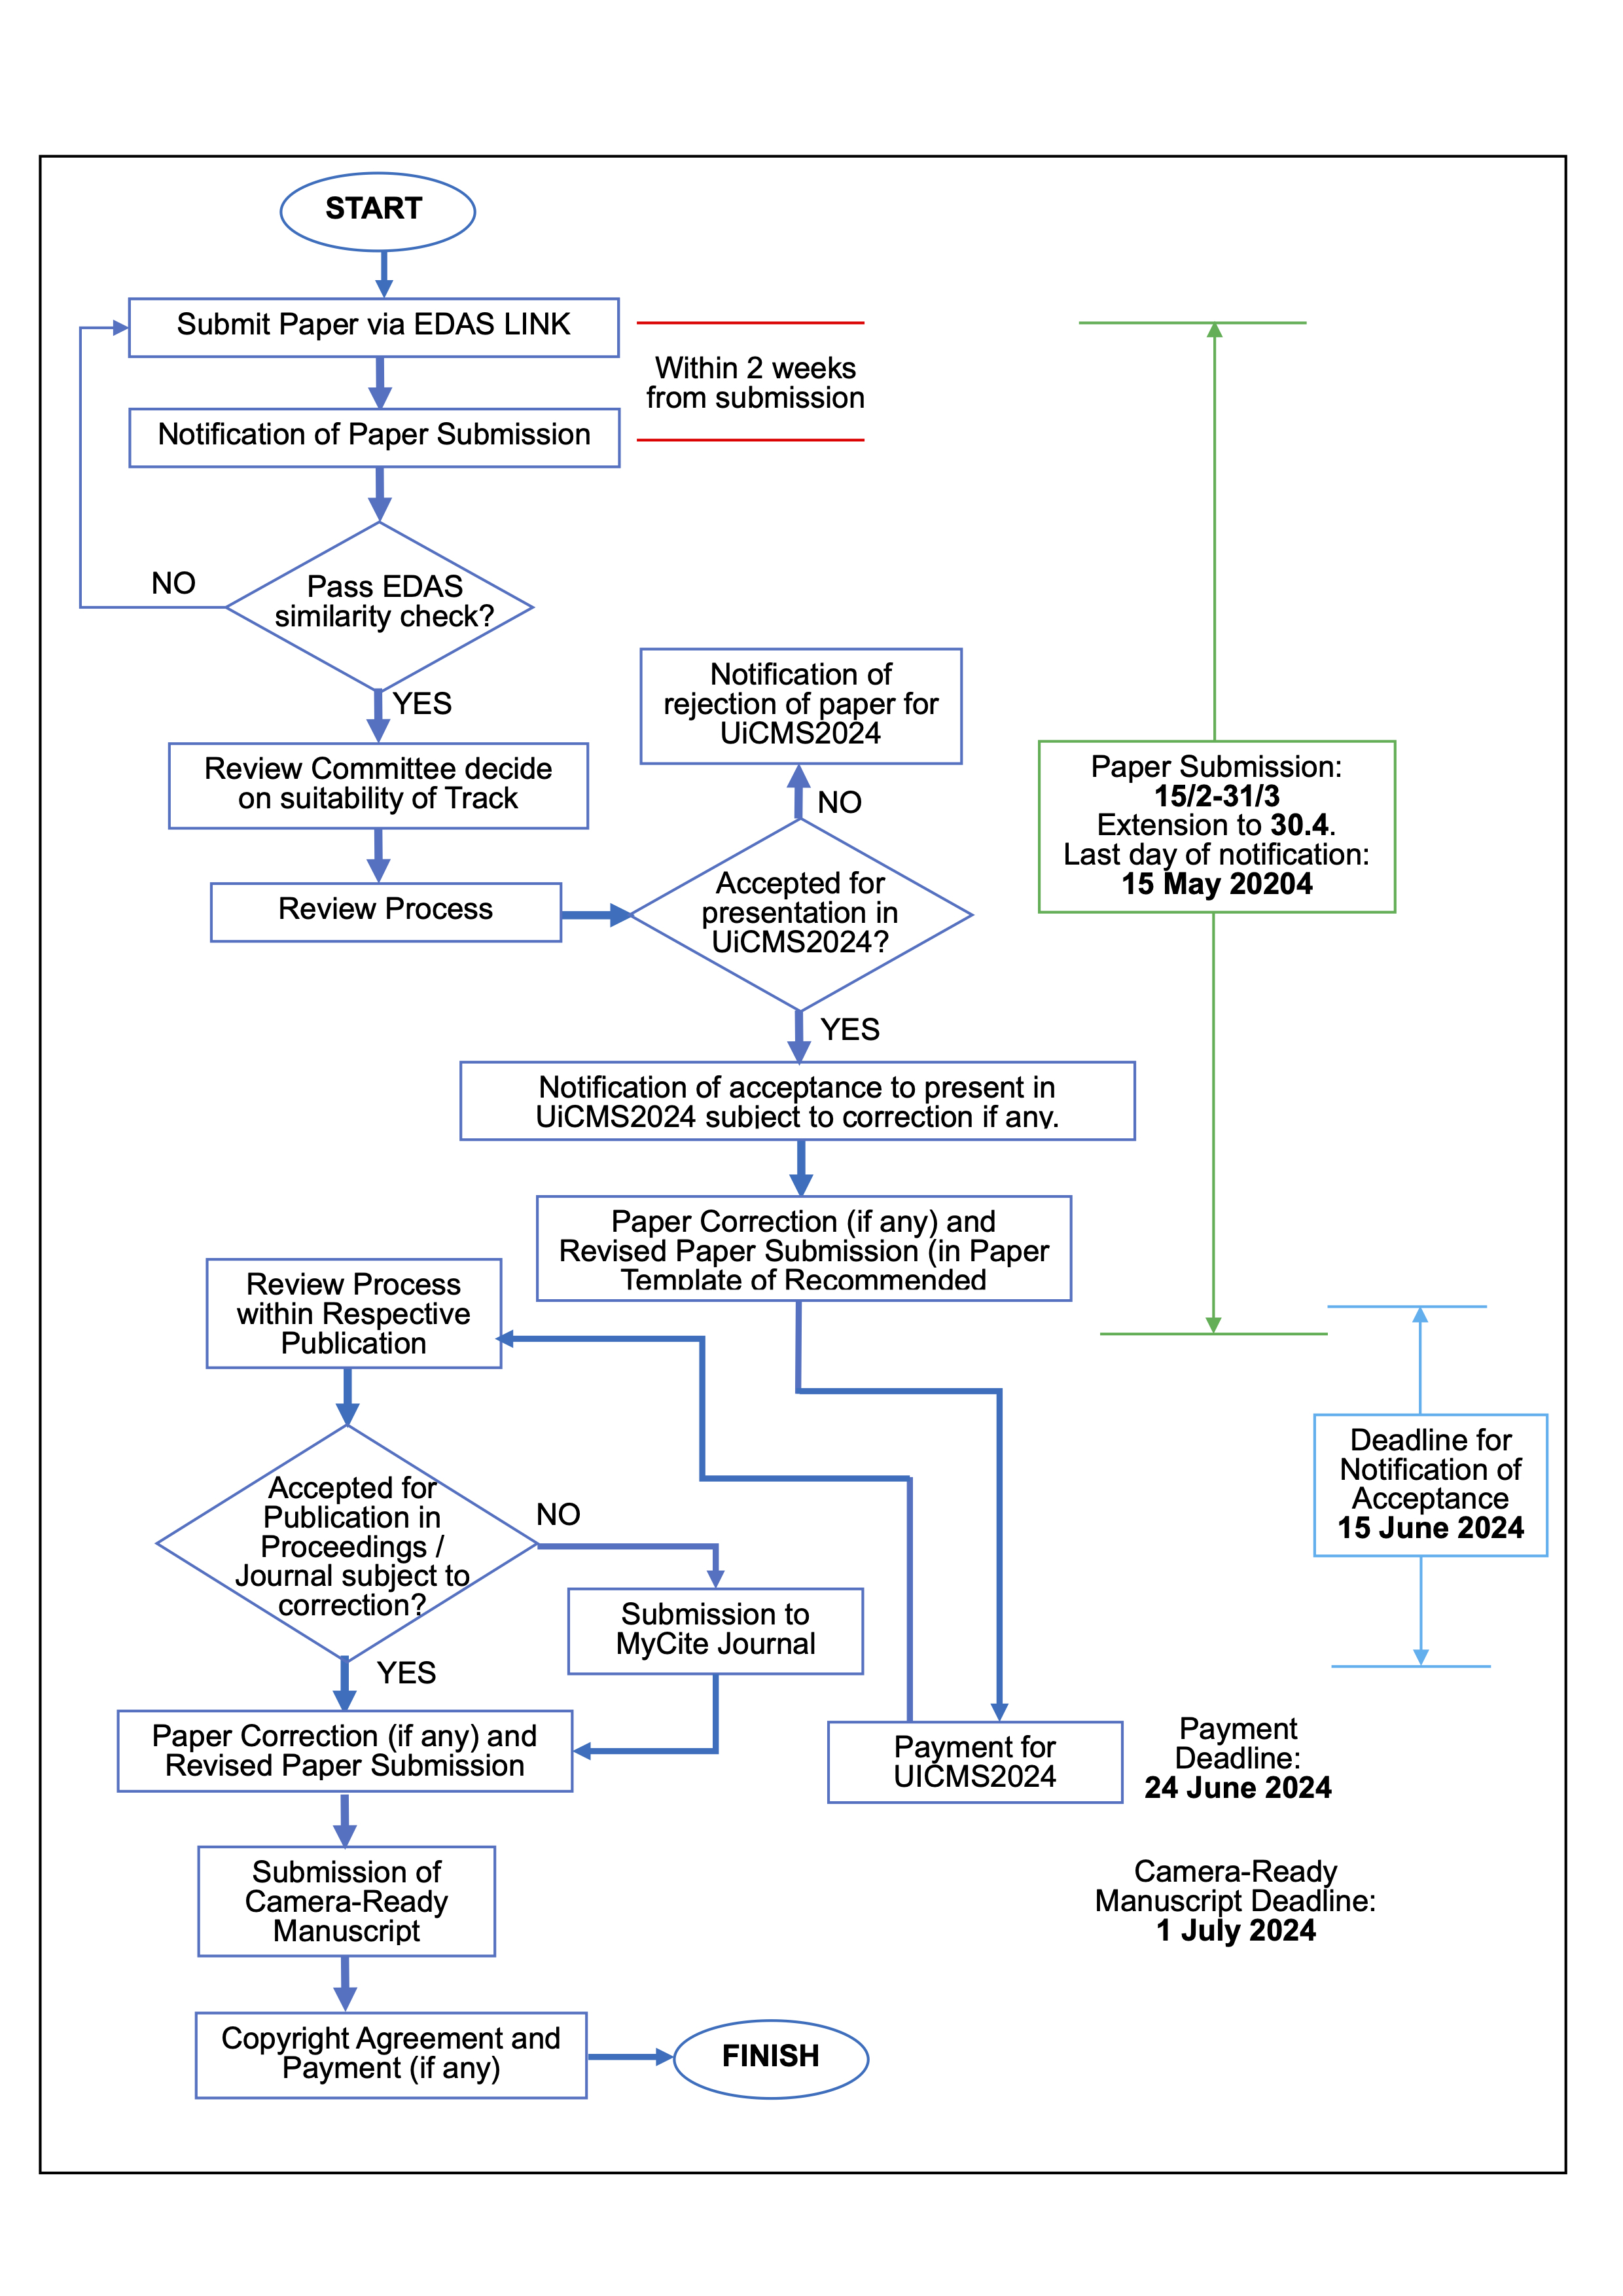 START
Submit Paper via EDAS LINK
Within 2 weeks
from submission
Notification of Paper Submission
NO
Pass EDAS
similarity check?
YES
Notification of
rejection of paper for
UiCMS2024
NO
Review Committee decide
on suitability of Track
Paper Submission:
15/2-31/3
Extension to 30.4.
Last day of notification:
15 May 20204
Review Process
Accepted for
presentation in
UiCMS2024?
YES
Notification of acceptance to present in
UiCMS2024 subject to correction if any.
Paper Correction (if any) and
Revised Paper Submission (in Paper
Template of Recommended
Review Process
within Respective
Publication
Deadline for
Notification of
Acceptance
15 June 2024
Accepted for
Publication in
Proceedings /
Journal subject to
correction?
NO
Submission to
MyCite Journal
YES
Paper Correction (if any) and
Revised Paper Submission
Payment for
UICMS2024
Payment
Deadline:
24 June 2024
Submission of
Camera-Ready
Manuscript
Camera-Ready
Manuscript Deadline:
1 July 2024
Copyright Agreement and
Payment (if any)
FINISH